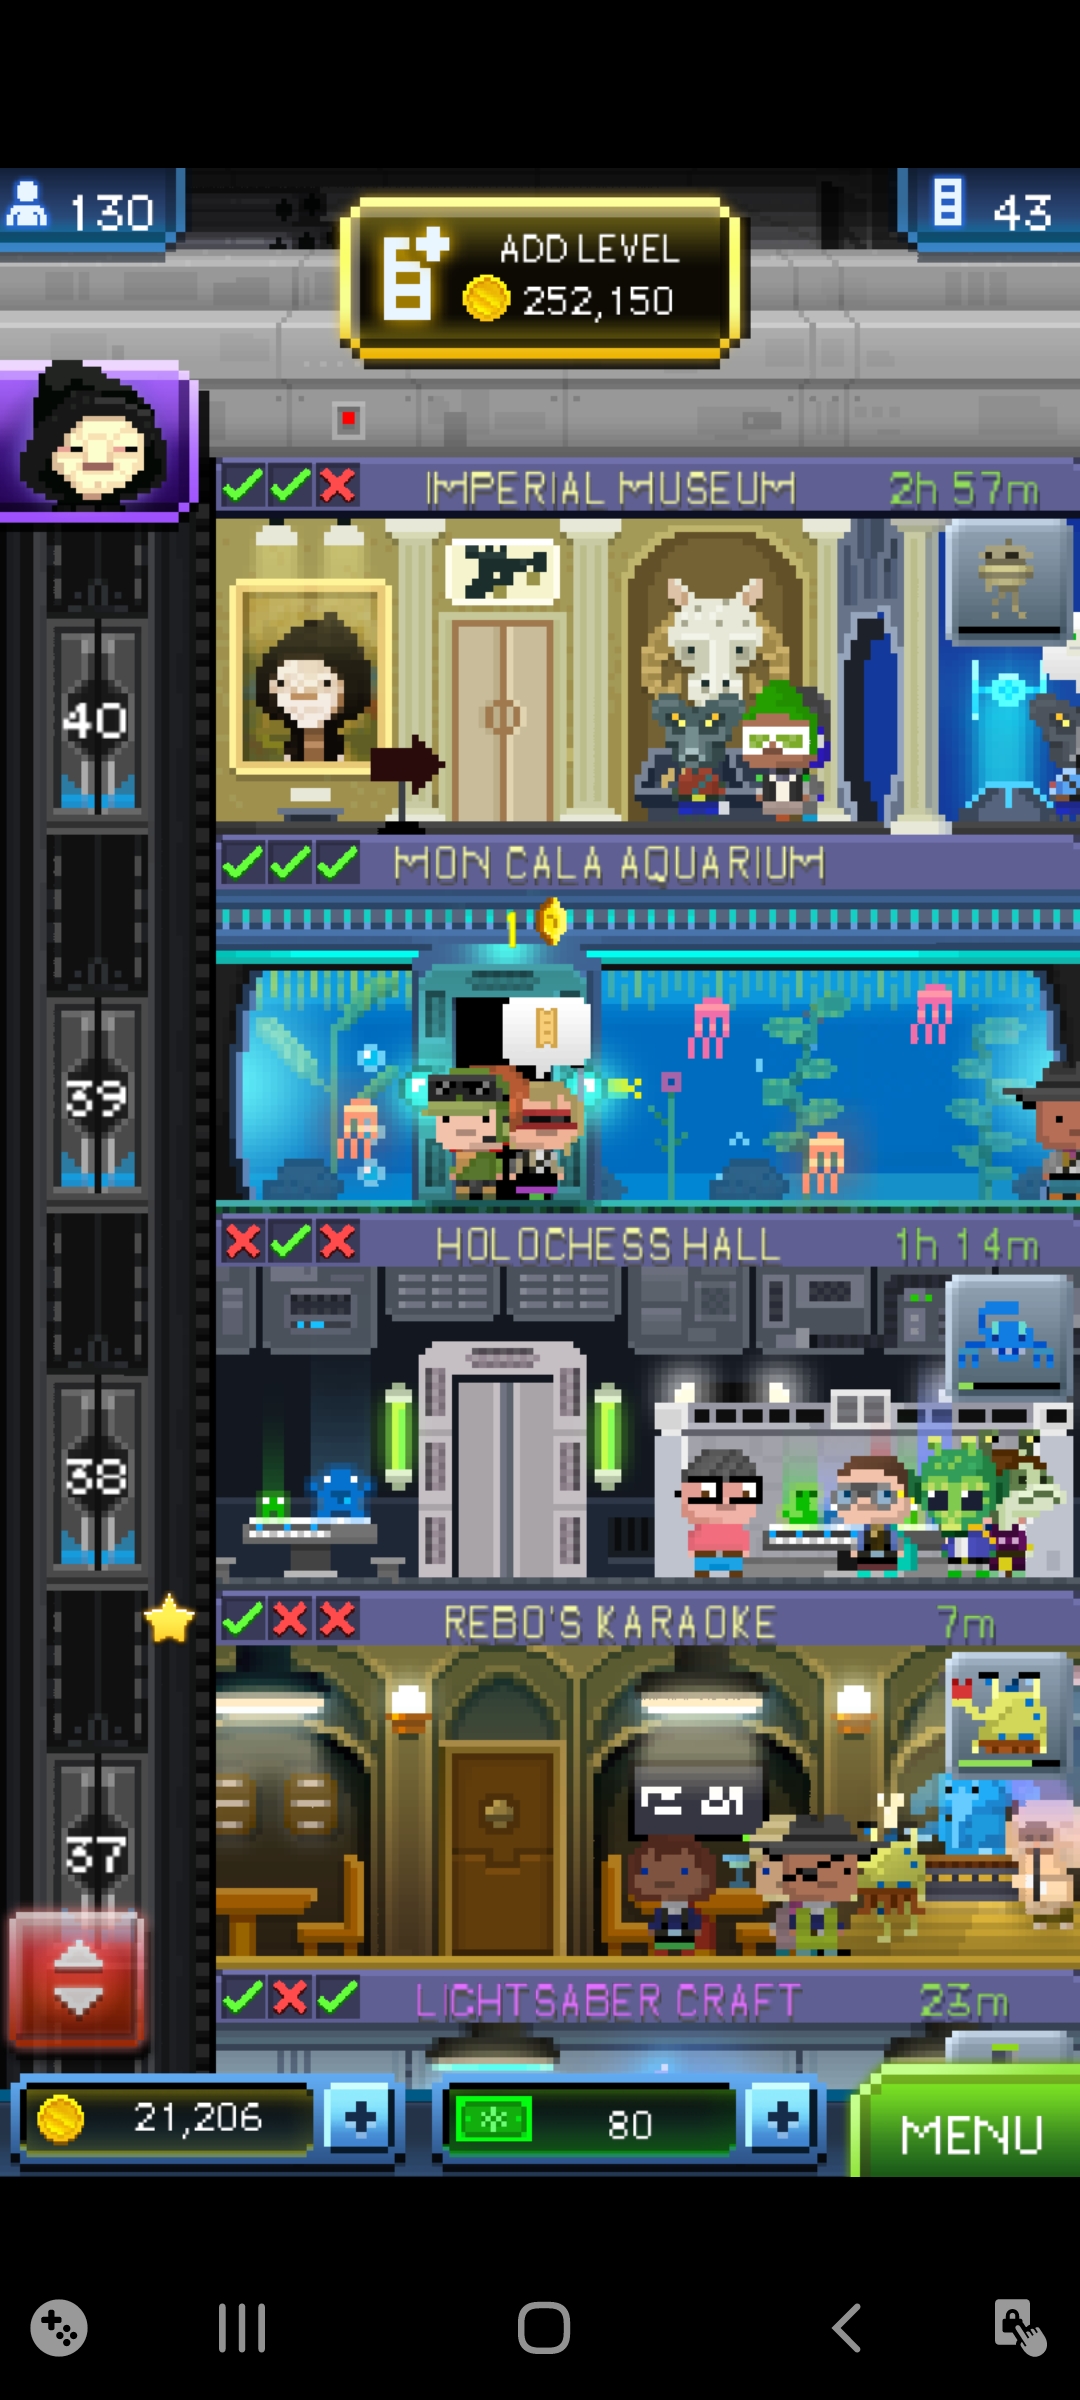 130
ADD LEVEL
252,150
43
IMPERIAL MUSEUM 2h 57m
40
MON CALA AQUARIUM
1
39
HOLOCHESS HALL 1h 14m
38
REBO'S KARAOKE 7m
37
LIGHTSABER CRAFT 23m
21,206
80
MENU